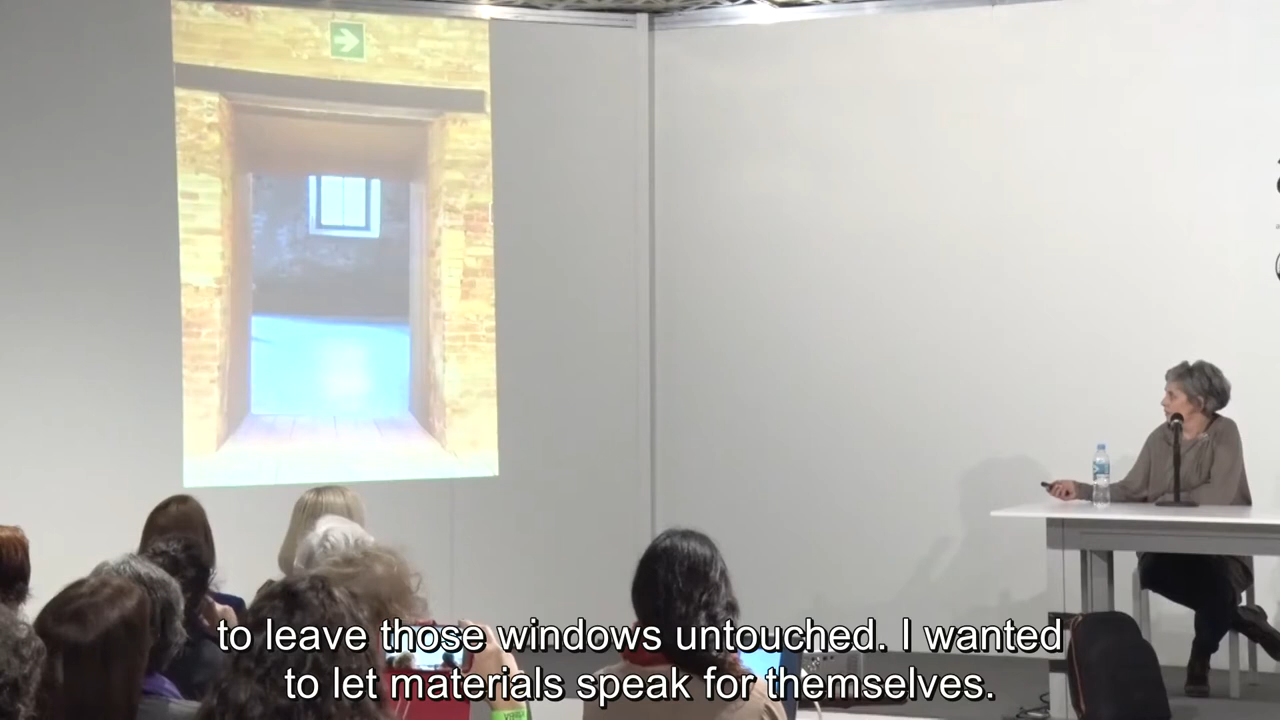 to leave those windows untouched. I wanted
to let materials speak for themselves.